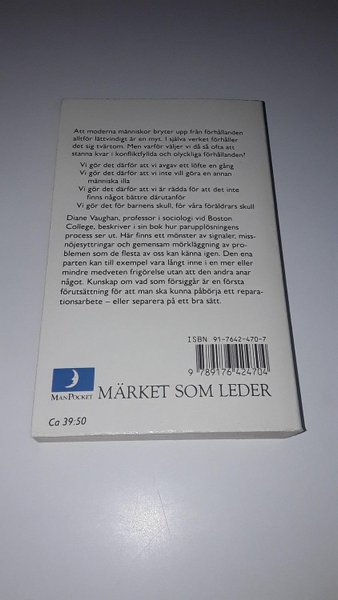 Att moderna människor bryter upp från förhållanden
alltför lättvindigt är en myt. I själva verket förhåller
det sig tvärtom. Men varför väljer vi då så ofta att
stanna kvar i konfliktfyllda och olyckliga förhållanden?
Vi gör det därför att vi avgav ett löfte en gång
Vi gör det därför att vi inte vill göra en annan
människa illa
Vi gör det därför att vi är rädda för att det inte
finns något bättre därutanför
Vi gör det för barnens skull, för våra föräldrars skull
Diane Vaughan, professor i sociologi vid Boston
College, beskriver i sin bok hur parupplösningens
process ser ut. Här finns ett mönster av signaler, miss-
nöjesyttringar och gemensam mörkläggning av pro-
blemen som de flesta av oss kan känna igen. Den ena
parten kan till exempel vara långt inne i en mer eller
mindre medveten frigörelse utan att den andra anar
något. Kunskap om vad som försiggår är en första
förutsättning för att man ska kunna påbörja ett repara-
tionsarbete – eller separera på ett bra sätt.
ISBN 91-7642-470-7
9 789176 424704
MANPOCKET
MÄRKET SOM LEDER
Ca 39:50